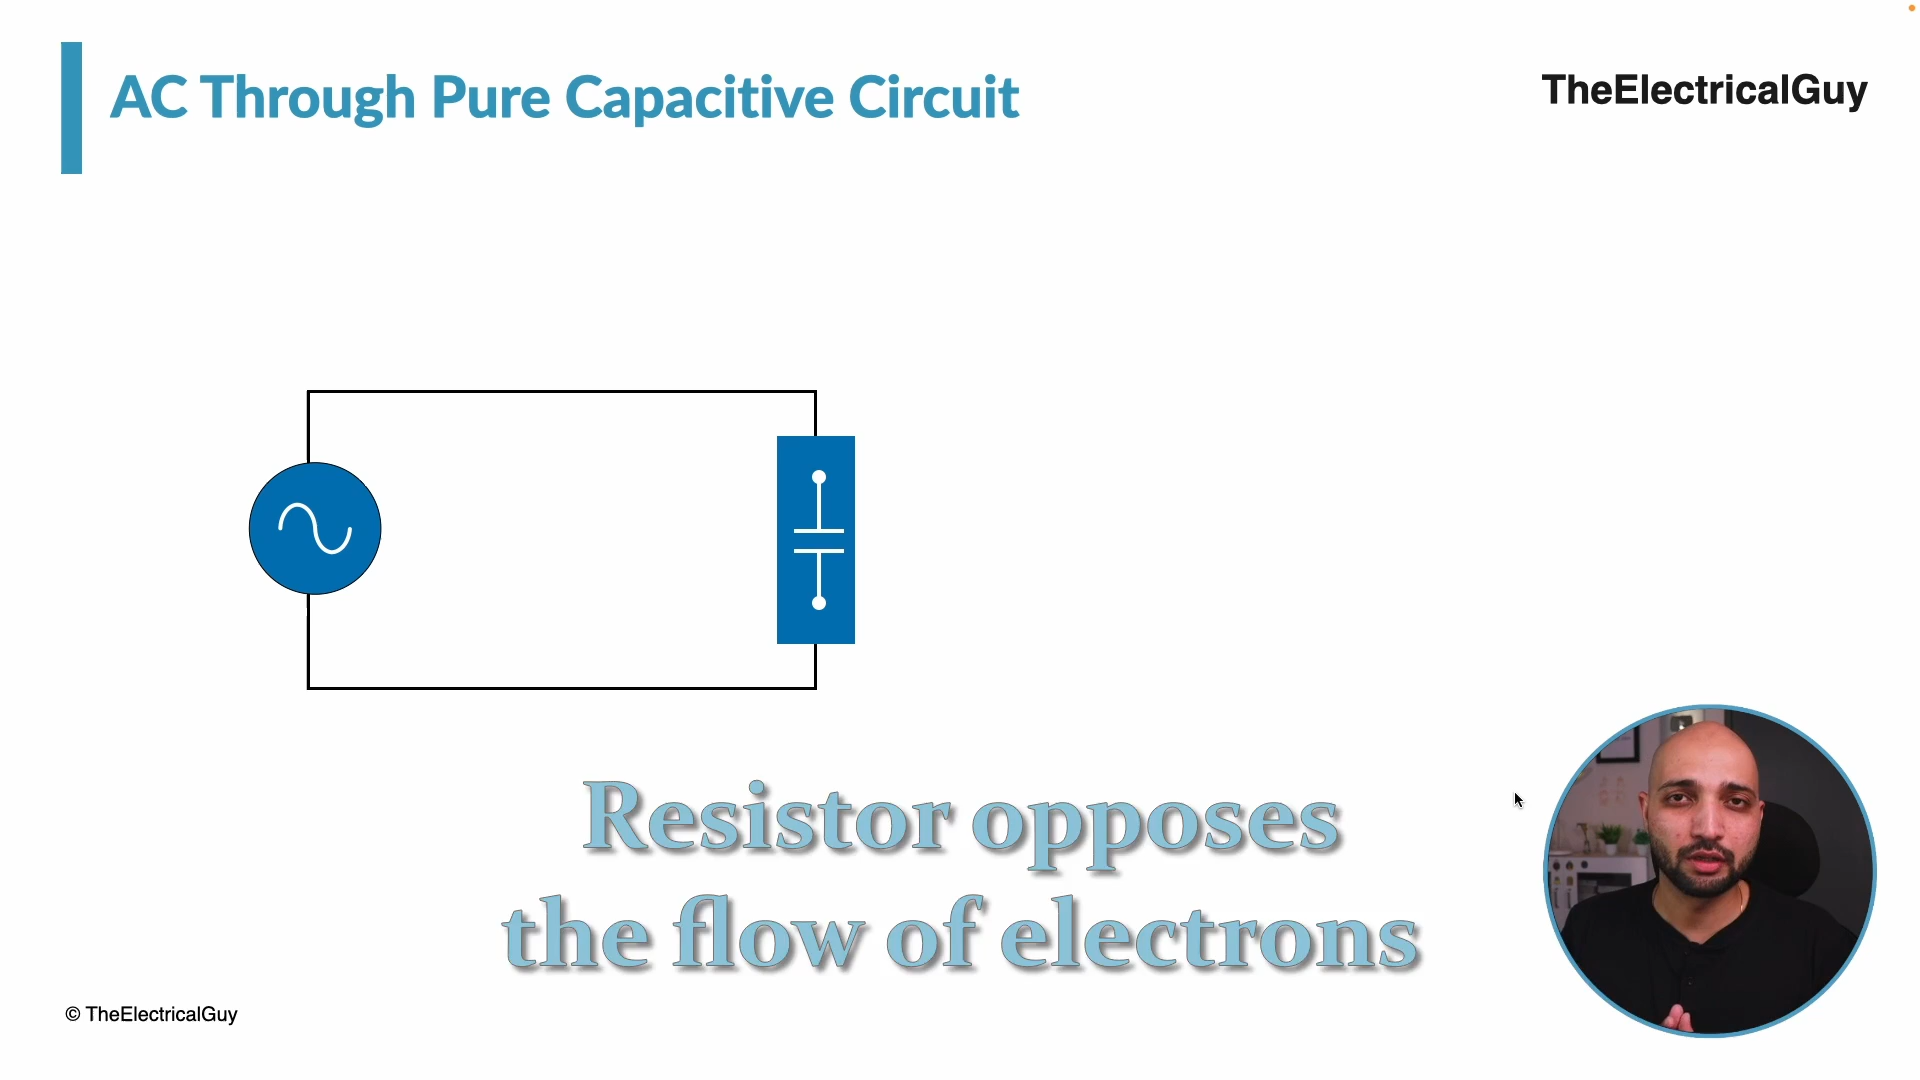 AC Through Pure Capacitive Circuit
TheElectricalGuy
Resistor opposes
the flow of electrons
© TheElectricalGuy